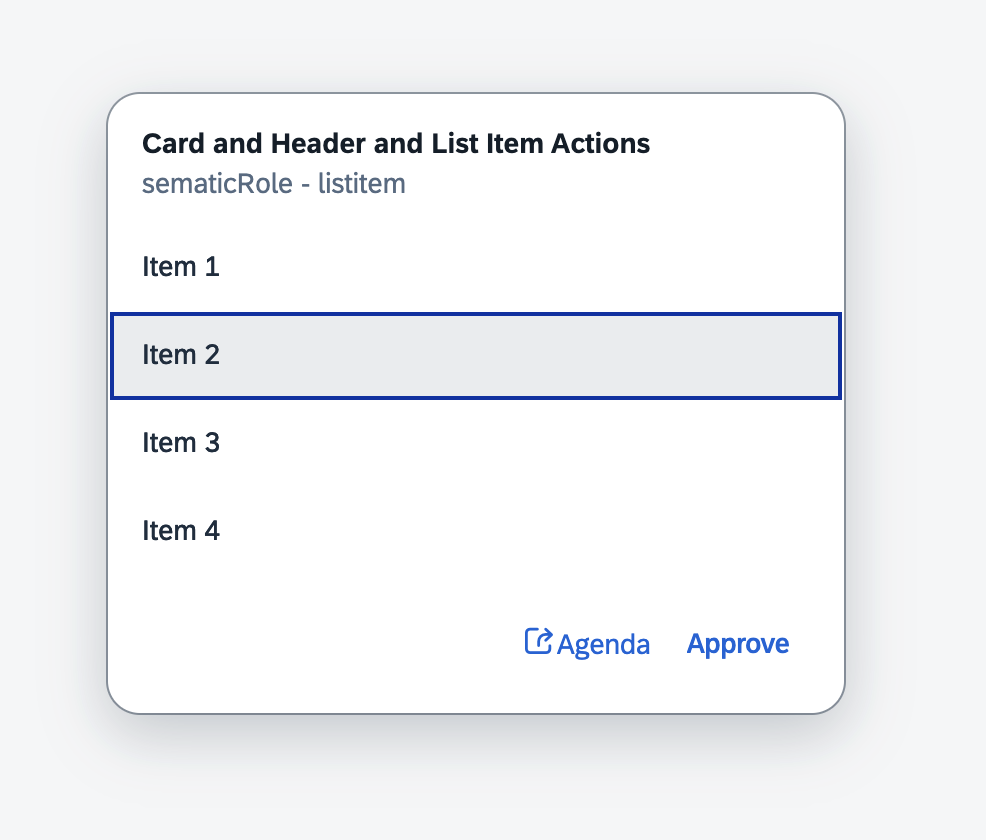 Card and Header and List Item Actions
sematicRole - listitem
Item 1
Item 2
Item 3
Item 4
Agenda Approve